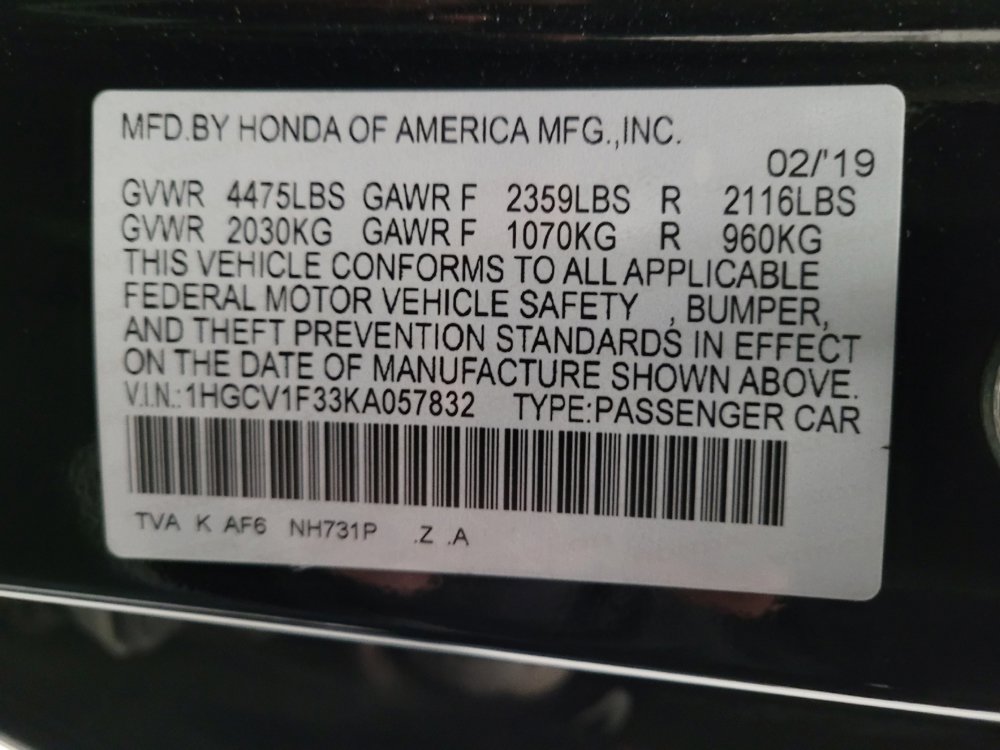 MFD.BY HONDA OF AMERICA MFG.,INC.
02/'19
GVWR 4475LBS GAWR F 2359LBS R 2116LBS
GVWR 2030KG GAWR F 1070KG R 960KG
THIS VEHICLE CONFORMS TO ALL APPLICABLE
FEDERAL MOTOR VEHICLE SAFETY , BUMPER,
AND THEFT PREVENTION STANDARDS IN EFFECT
ON THE DATE OF MANUFACTURE SHOWN ABOVE.
V.I.N.: 1HGCV1F33KA057832 TYPE:PASSENGER CAR
TVA K AF6 NH731P .Z .A